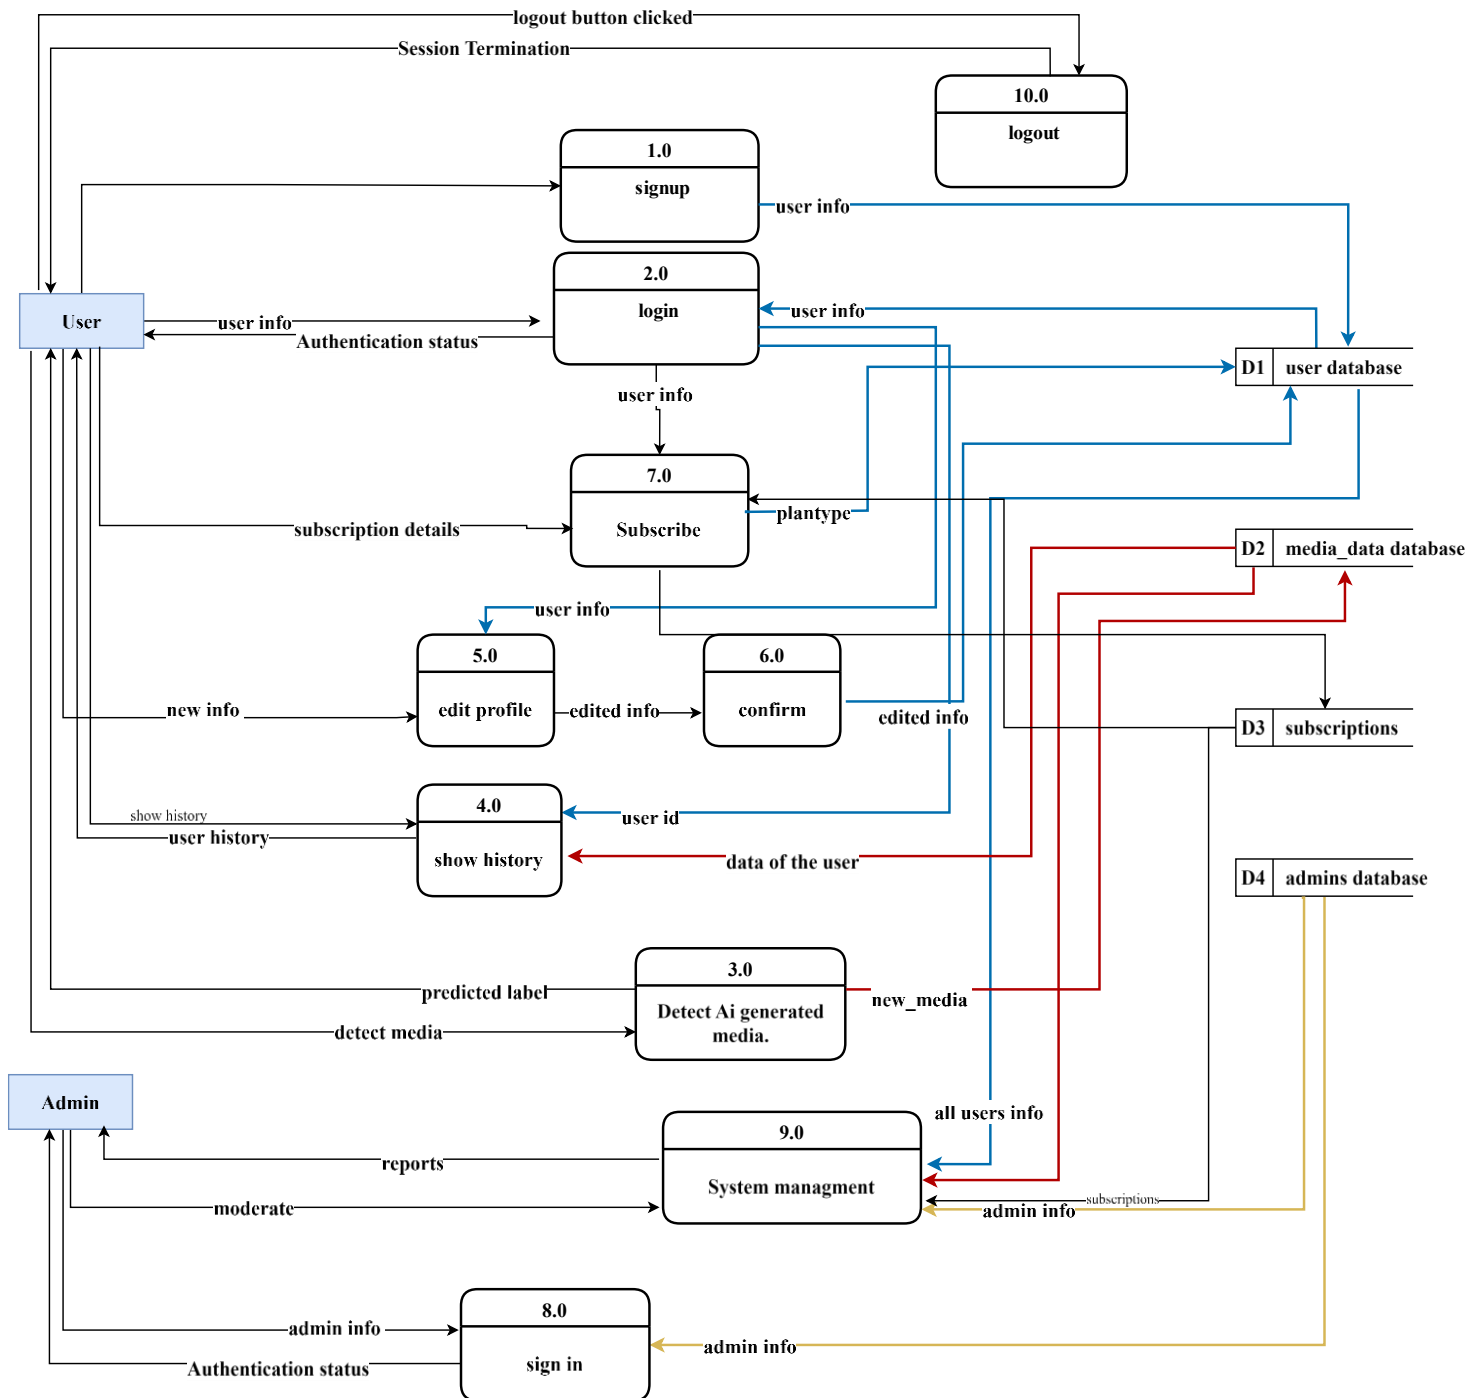 logout button clicked
Session Termination
10.0
logout
1.0
signup
user info
2.0
login
User
user info
Authentication status
user info
D1 user database
user info
7.0
Subscribe
plantype
subscription details
D2 media_data database
user info
5.0
edit profile
6.0
confirm
new info
edited info
edited info
D3 subscriptions
4.0
show history
show history
user history
user id
data of the user
D4 admins database
3.0
Detect Ai generated
media.
predicted label
new_media
detect media
Admin
all users info
9.0
System managment
reports
moderate
subscriptions
admin info
8.0
sign in
admin info
Authentication status
admin info